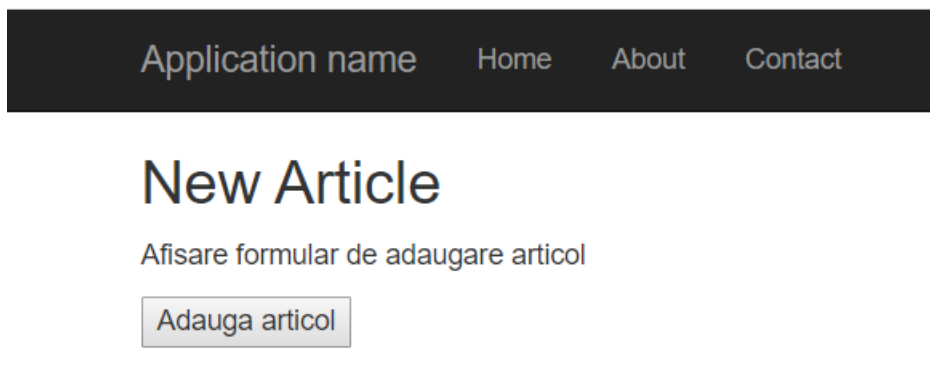 Application name Home About Contact
New Article
Afisare formular de adaugare articol
Adauga articol